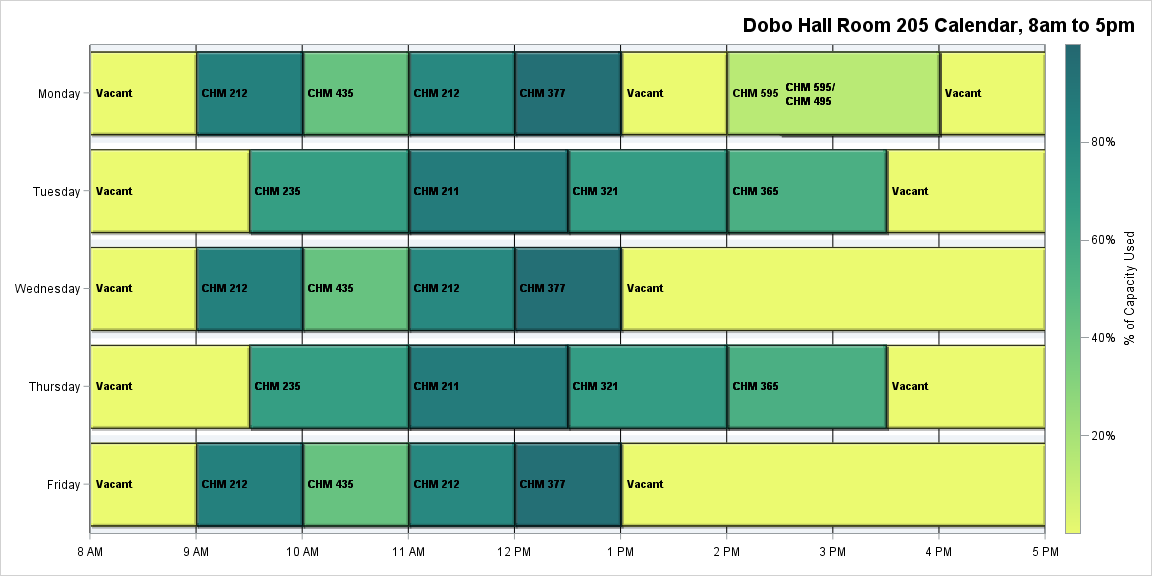 Dobo Hall Room 205 Calendar, 8am to 5pm
Monday Vacant CHM 212 CHM 435 CHM 212 CHM 377 Vacant CHM 595 CHM 595/
CHM 495 Vacant
80%
Tuesday Vacant CHM 235 CHM 211 CHM 321 CHM 365 Vacant
60%
% of Capacity Used
Wednesday Vacant CHM 212 CHM 435 CHM 212 CHM 377 Vacant
40%
Thursday Vacant CHM 235 CHM 211 CHM 321 CHM 365 Vacant
20%
Friday Vacant CHM 212 CHM 435 CHM 212 CHM 377 Vacant
8 AM 9 AM 10 AM 11 AM 12 PM 1 PM 2 PM 3 PM 4 PM 5 PM